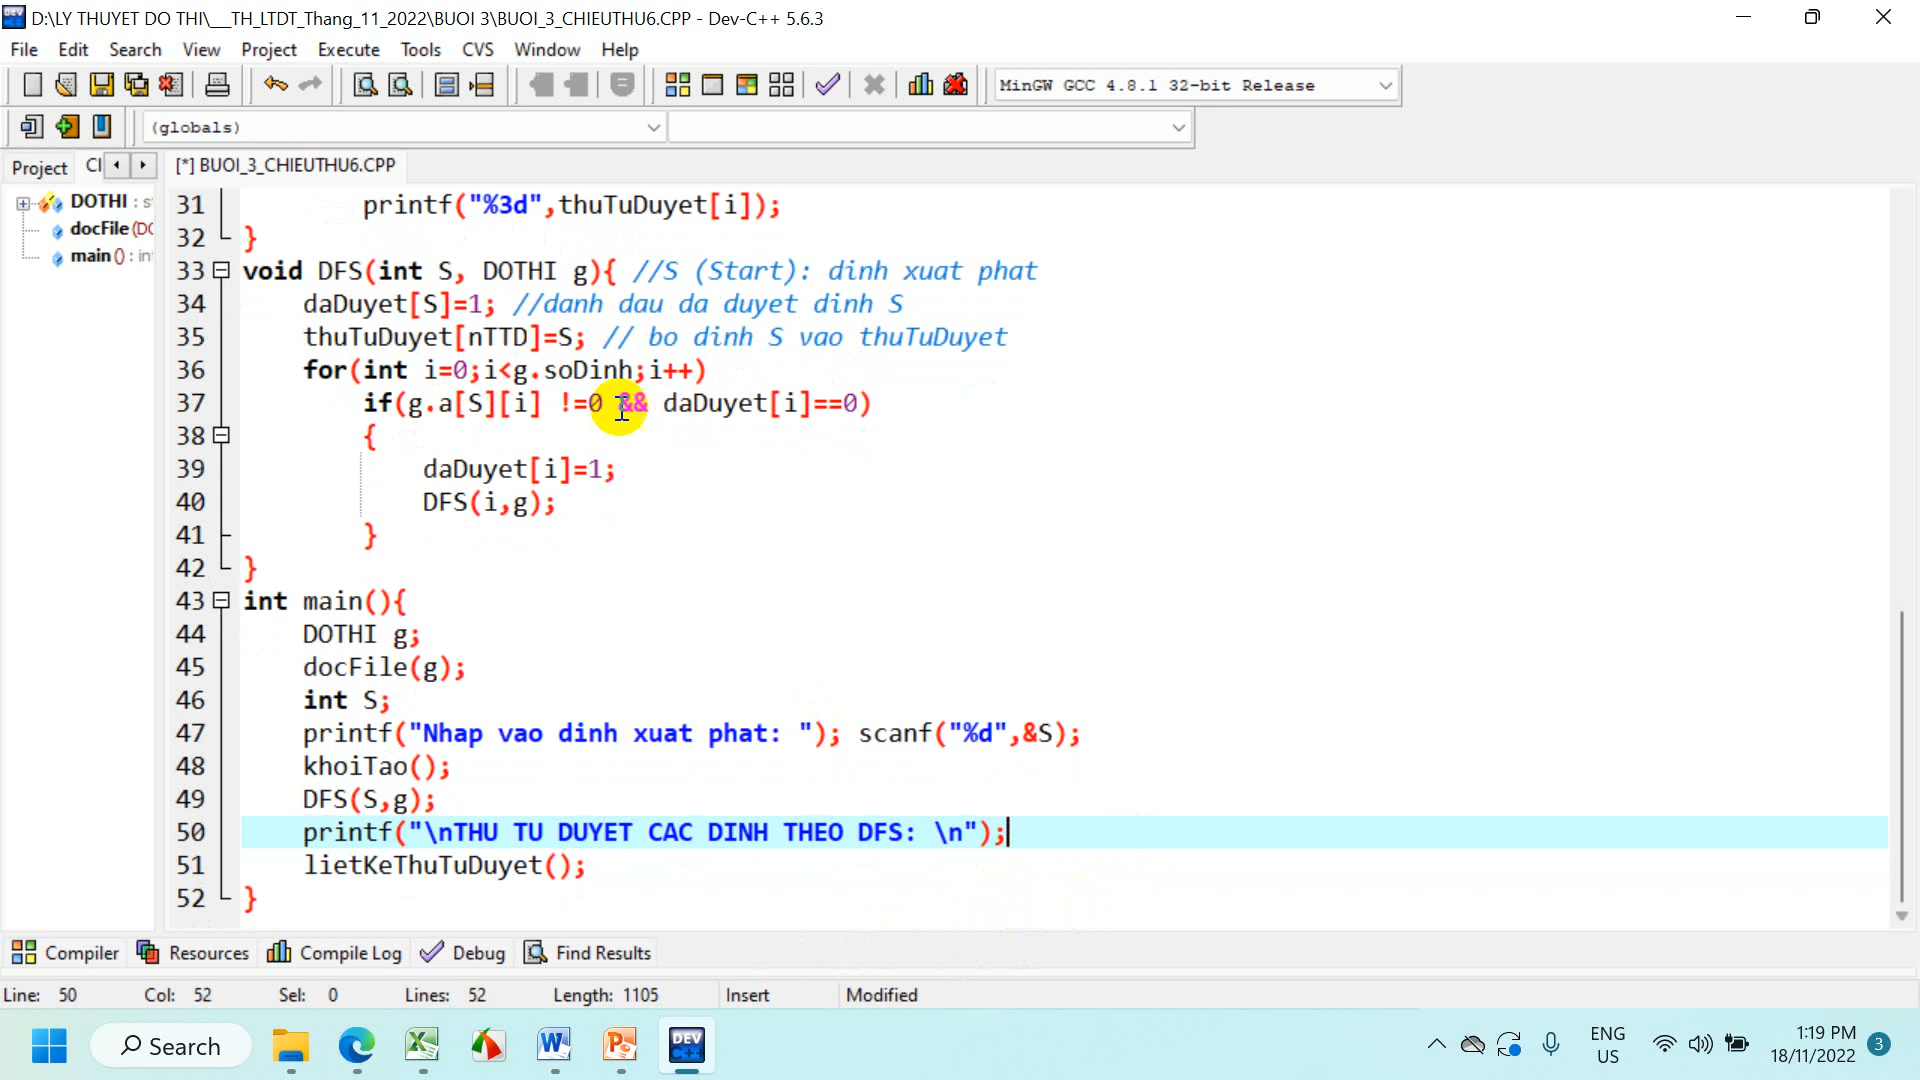 D:\LY THUYET DO THI\__TH_LTDT_Thang_11_2022\BUOI 3\BUOI_3_CHIEUTHU6.CPP - Dev-C++ 5.6.3
File Edit Search View Project Execute Tools CVS Window Help
MinGW GCC 4.8.1 32-bit Release
(globals)
Project Cl [*] BUOI_3_CHIEUTHU6.CPP
DOTHI : s
docFile (DO
main () : in
31 printf("%3d",thuTuDuyet[i]);
32 }
33 void DFS(int S, DOTHI g){ //S (Start): dinh xuat phat
34 daDuyet[S]=1; //danh dau da duyet dinh S
35 thuTuDuyet[nTTD]=S; // bo dinh S vao thuTuDuyet
36 for(int i=0;i<g.soDinh;i++)
37 if(g.a[S][i] !=0 && daDuyet[i]==0)
38 {
39 daDuyet[i]=1;
40 DFS(i,g);
41 }
42 }
43 int main(){
44 DOTHI g;
45 docFile(g);
46 int S;
47 printf("Nhap vao dinh xuat phat: "); scanf("%d",&S);
48 khoiTao();
49 DFS(S,g);
50 printf("\nTHU TU DUYET CAC DINH THEO DFS: \n");
51 lietKeThuTuDuyet();
52 }
Compiler Resources Compile Log Debug Find Results
Line: 50 Col: 52 Sel: 0 Lines: 52 Length: 1105 Insert Modified
Search
DEV C++
ENG
US
1:19 PM
18/11/2022
3